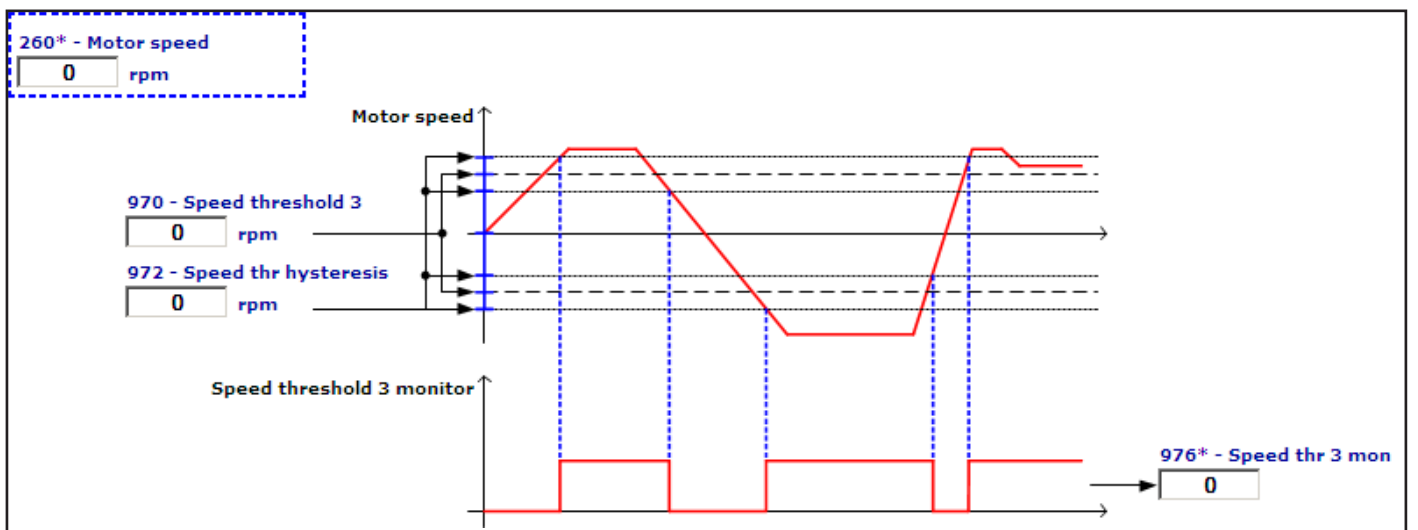 260* - Motor speed
0 rpm
Motor speed
970 - Speed threshold 3
0 rpm
972 - Speed thr hysteresis
0 rpm
Speed threshold 3 monitor
976* - Speed thr 3 mon
0